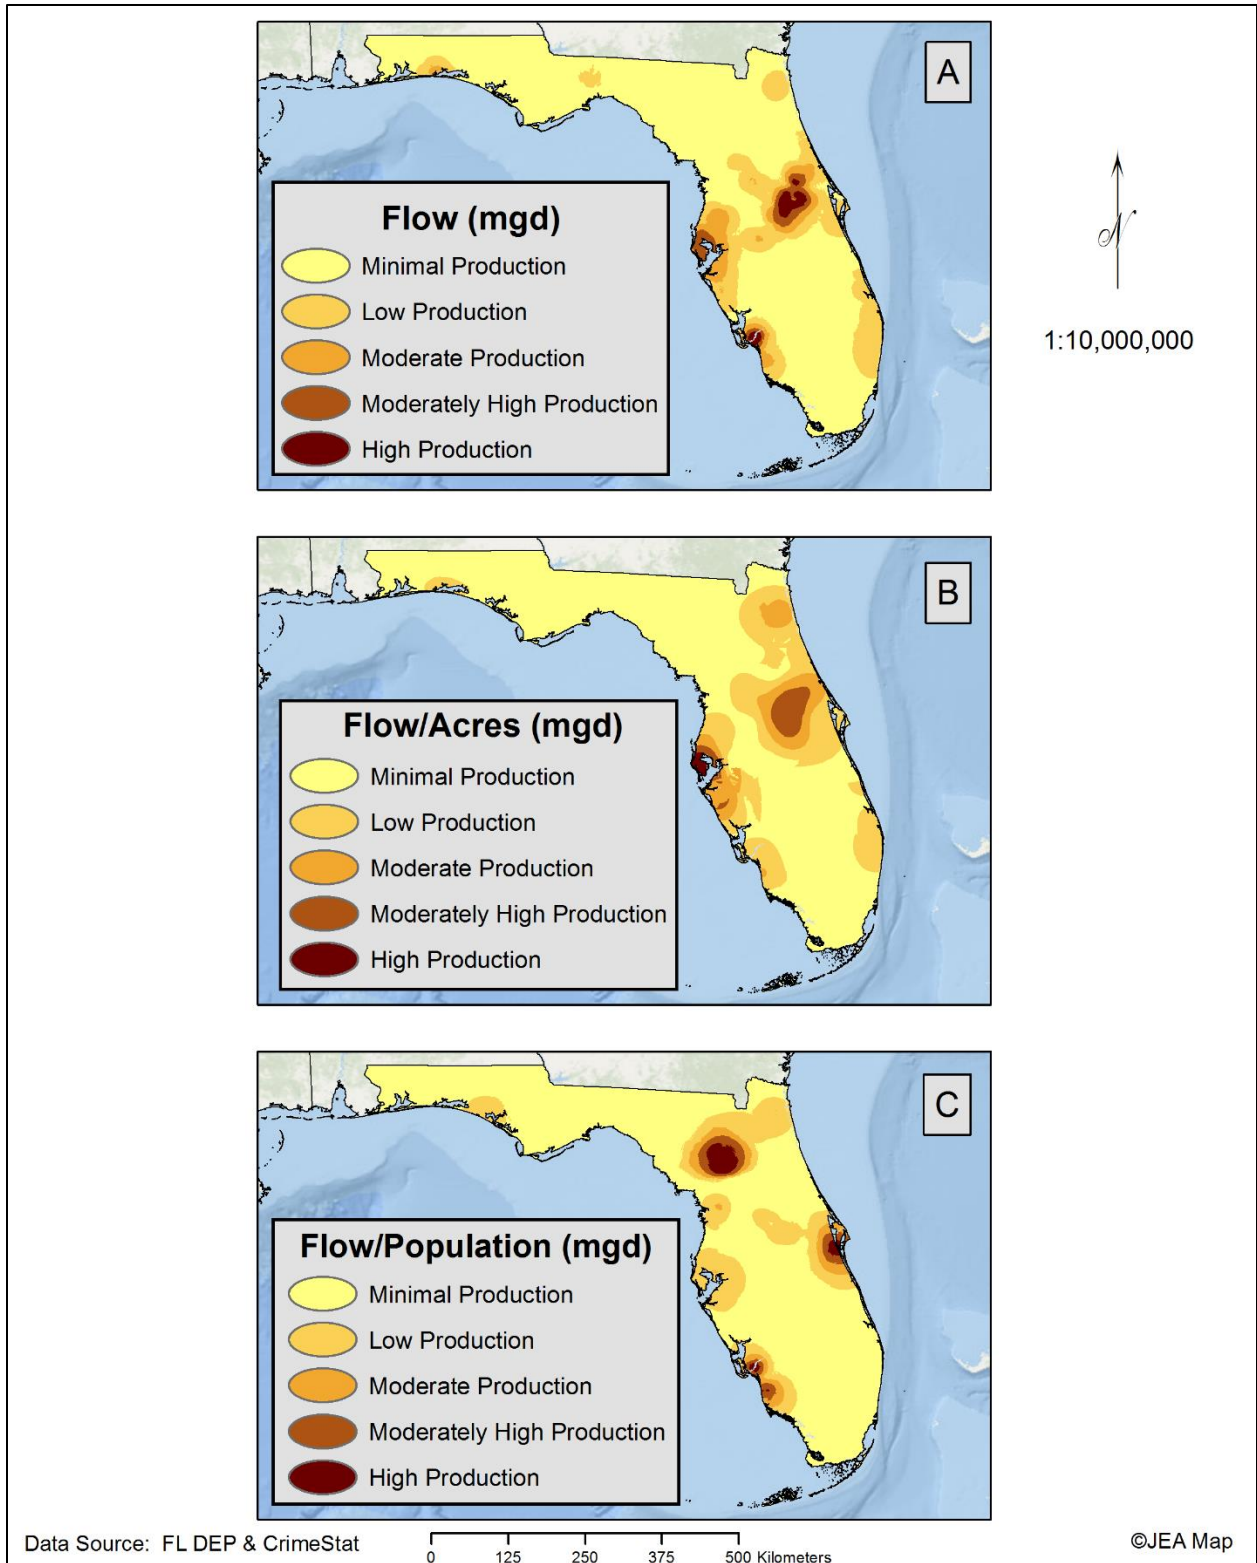 A
Flow (mgd)
Minimal Production
Low Production
Moderate Production
Moderately High Production
High Production
N
1:10,000,000
B
Flow/Acres (mgd)
Minimal Production
Low Production
Moderate Production
Moderately High Production
High Production
C
Flow/Population (mgd)
Minimal Production
Low Production
Moderate Production
Moderately High Production
High Production
Data Source: FL DEP & CrimeStat
0 125 250 375 500 Kilometers
©JEA Map